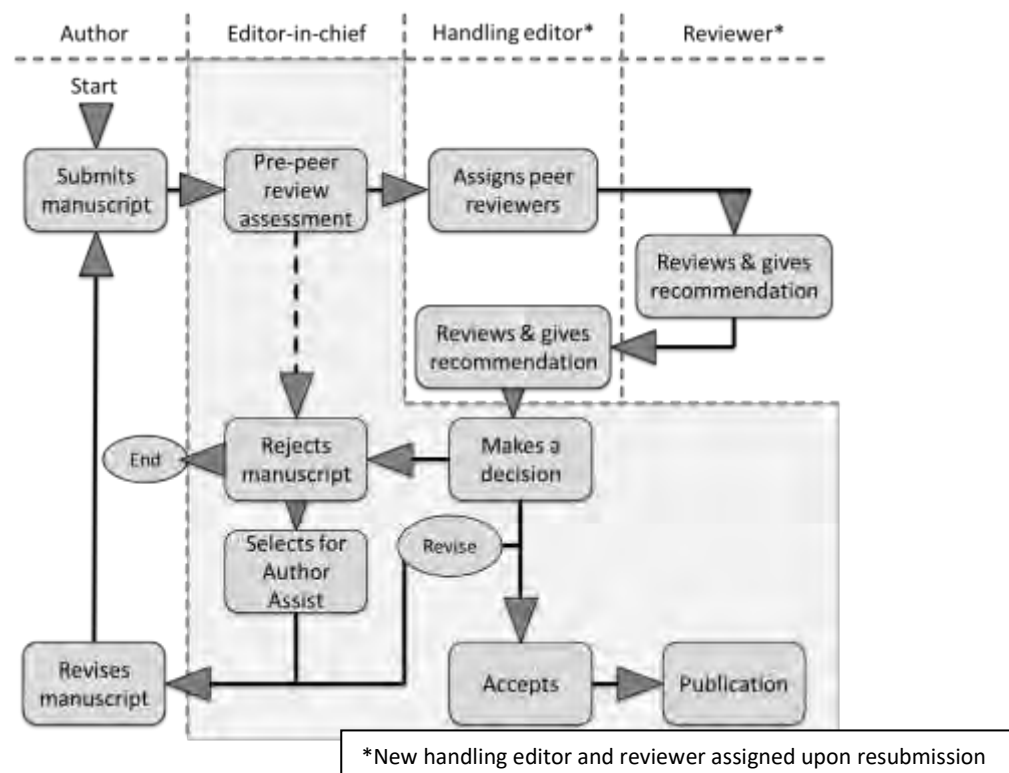 Author
Editor-in-chief
Handling editor*
Reviewer*
Start
Submits
manuscript
Pre-peer
review
assessment
Assigns peer
reviewers
Reviews & gives
recommendation
Reviews & gives
recommendation
End
Rejects
manuscript
Makes a
decision
Selects for
Author
Assist
Revise
Revises
manuscript
Accepts
Publication
*New handling editor and reviewer assigned upon resubmission